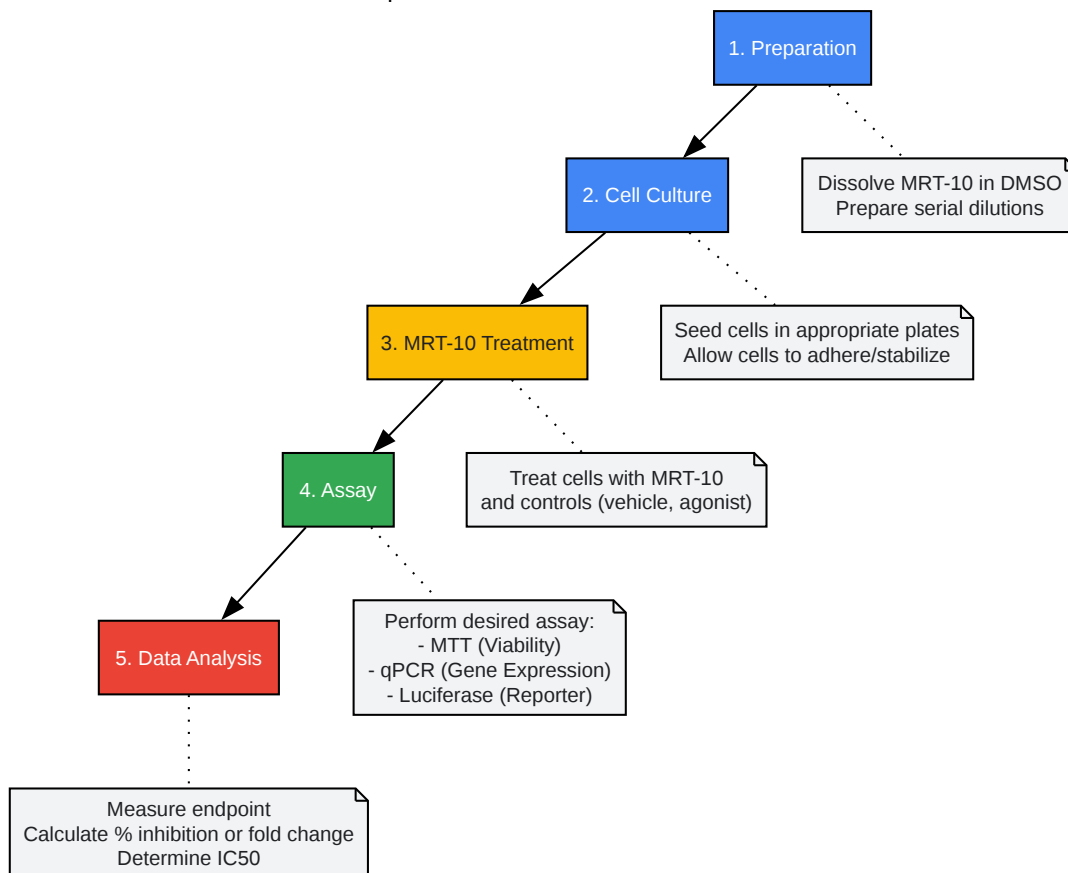 1. Preparation
Dissolve MRT-10 in DMSO
Prepare serial dilutions
2. Cell Culture
Seed cells in appropriate plates
Allow cells to adhere/stabilize
3. MRT-10 Treatment
Treat cells with MRT-10
and controls (vehicle, agonist)
4. Assay
Perform desired assay:
- MTT (Viability)
- qPCR (Gene Expression)
- Luciferase (Reporter)
5. Data Analysis
Measure endpoint
Calculate % inhibition or fold change
Determine IC50